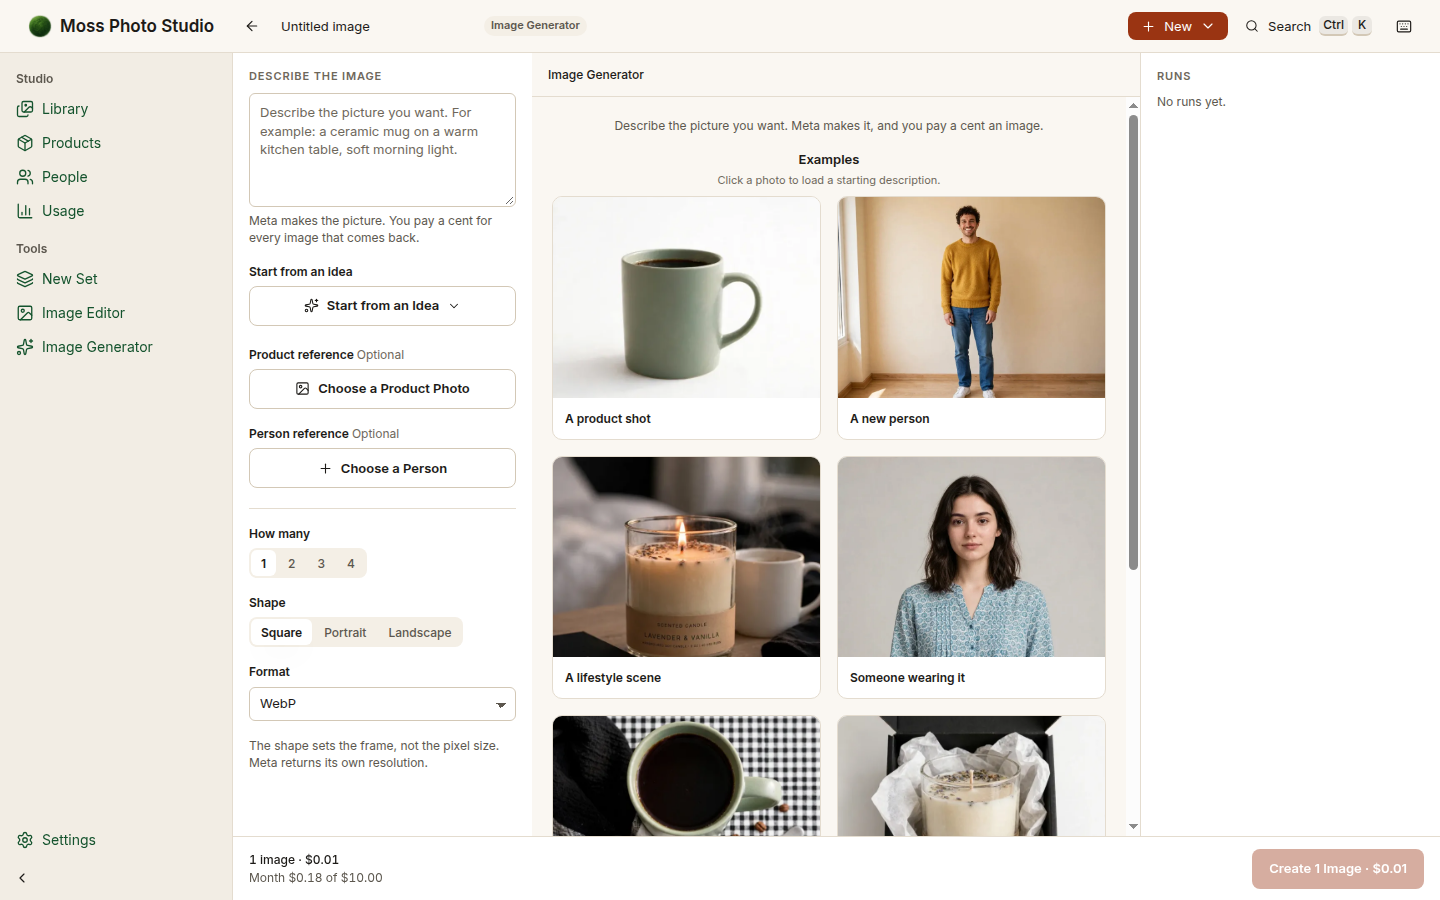 Moss Photo Studio
Untitled image
Image Generator
New
Search
Ctrl
K
Studio
Library
Products
People
Usage
Tools
New Set
Image Editor
Image Generator
Settings
DESCRIBE THE IMAGE
Describe the picture you want. For
example: a ceramic mug on a warm
kitchen table, soft morning light.
Meta makes the picture. You pay a cent for
every image that comes back.
Start from an idea
Start from an Idea
Product reference Optional
Choose a Product Photo
Person reference Optional
Choose a Person
How many
1 2 3 4
Shape
Square Portrait Landscape
Format
WebP
The shape sets the frame, not the pixel size.
Meta returns its own resolution.
Image Generator
Describe the picture you want. Meta makes it, and you pay a cent an image.
Examples
Click a photo to load a starting description.
A product shot
A new person
SCENTED CANDLE
LAVENDER & VANILLA
A lifestyle scene
Someone wearing it
RUNS
No runs yet.
1 image · $0.01
Month $0.18 of $10.00
Create 1 Image · $0.01